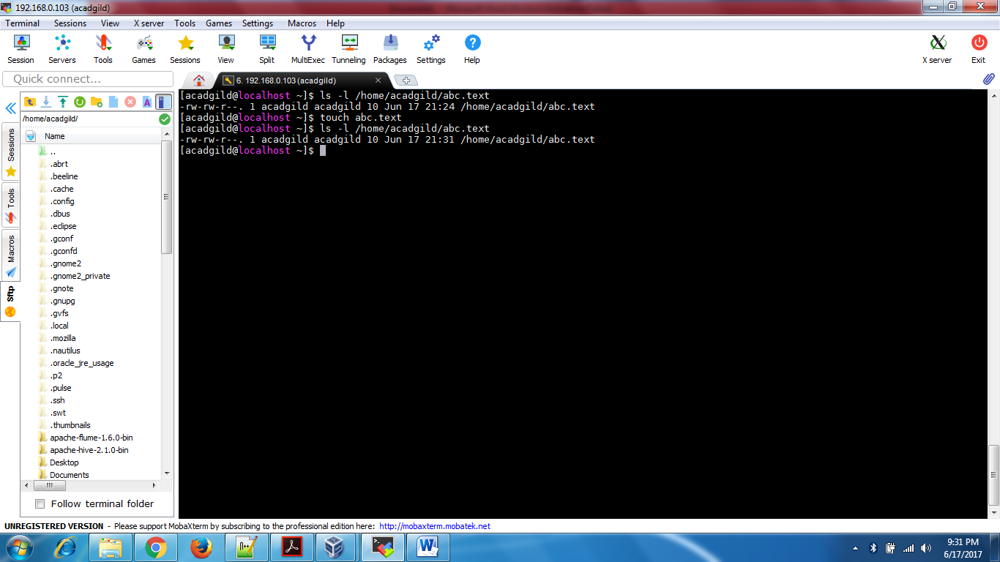 192.168.0.103 (acadgild)
Terminal Sessions View X server Tools Games Settings Macros Help
Session Servers Tools Games Sessions View Split MultiExec Tunneling Packages Settings Help X server Exit
Quick connect...
6. 192.168.0.103 (acadgild)
/home/acadgild/
Name
..
.abrt
.beeline
.cache
.config
.dbus
.eclipse
.gconf
.gconfd
.gnome2
.gnome2_private
.gnote
.gnupg
.gvfs
.local
.mozilla
.nautilus
.oracle_jre_usage
.p2
.pulse
.ssh
.swt
.thumbnails
apache-flume-1.6.0-bin
apache-hive-2.1.0-bin
Desktop
Documents
Follow terminal folder
Sessions
Tools
Macros
Sftp
[acadgild@localhost ~]$ ls -l /home/acadgild/abc.text
-rw-rw-r--. 1 acadgild acadgild 10 Jun 17 21:24 /home/acadgild/abc.text
[acadgild@localhost ~]$ touch abc.text
[acadgild@localhost ~]$ ls -l /home/acadgild/abc.text
-rw-rw-r--. 1 acadgild acadgild 10 Jun 17 21:31 /home/acadgild/abc.text
[acadgild@localhost ~]$
UNREGISTERED VERSION - Please support MobaXterm by subscribing to the professional edition here: http://mobaxterm.mobatek.net
9:31 PM
6/17/2017